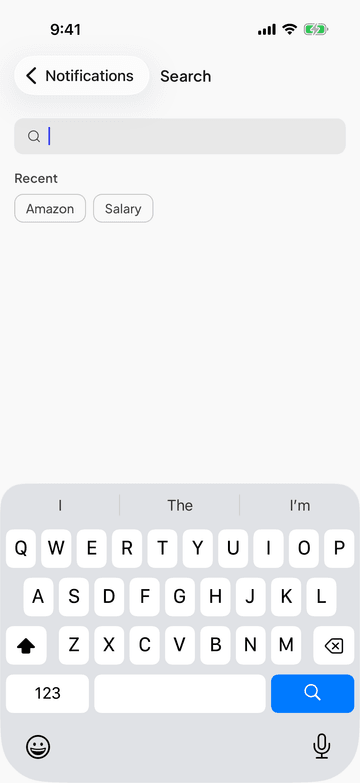 9:41
Notifications Search
Recent
Amazon Salary
I The I'm
Q W E R T Y U I O P
A S D F G H J K L
Z X C V B N M
123